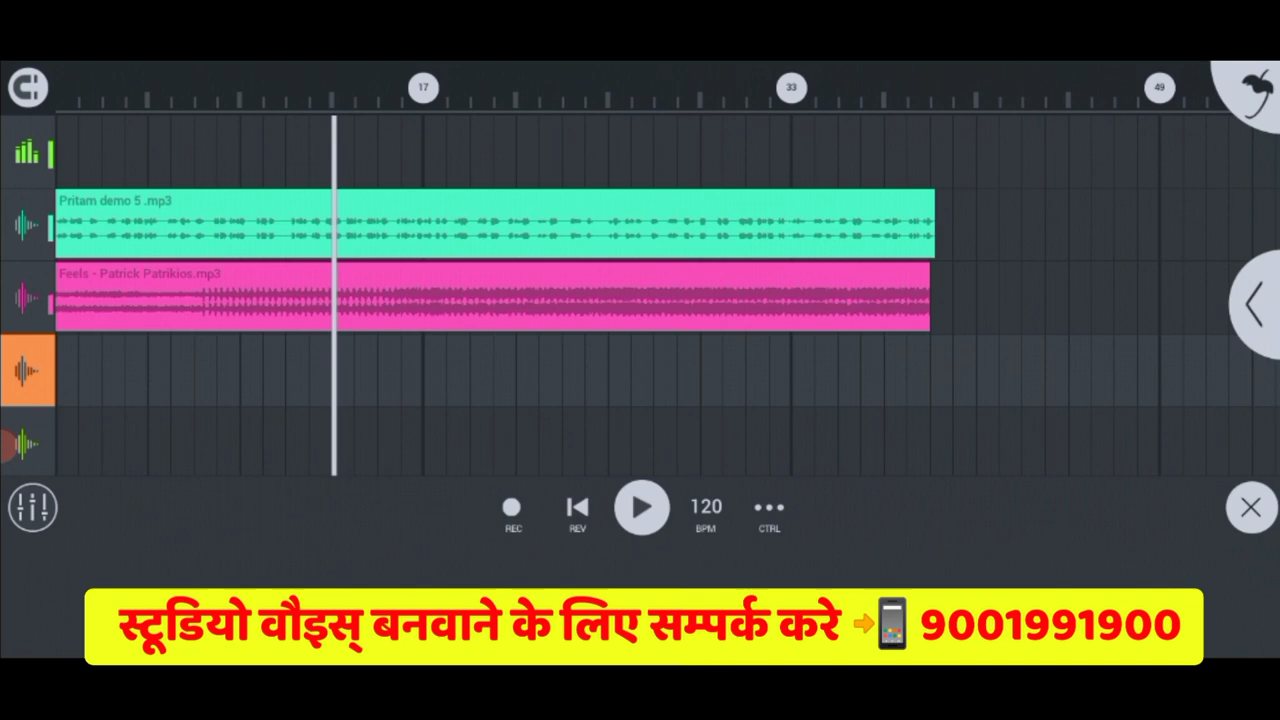 17 33 49
Pritam demo 5 .mp3
Feels - Patrick Patrikios.mp3
120
REC REV BPM CTRL
स्टूडियो वौइस् बनवाने के लिए सम्पर्क करे 9001991900